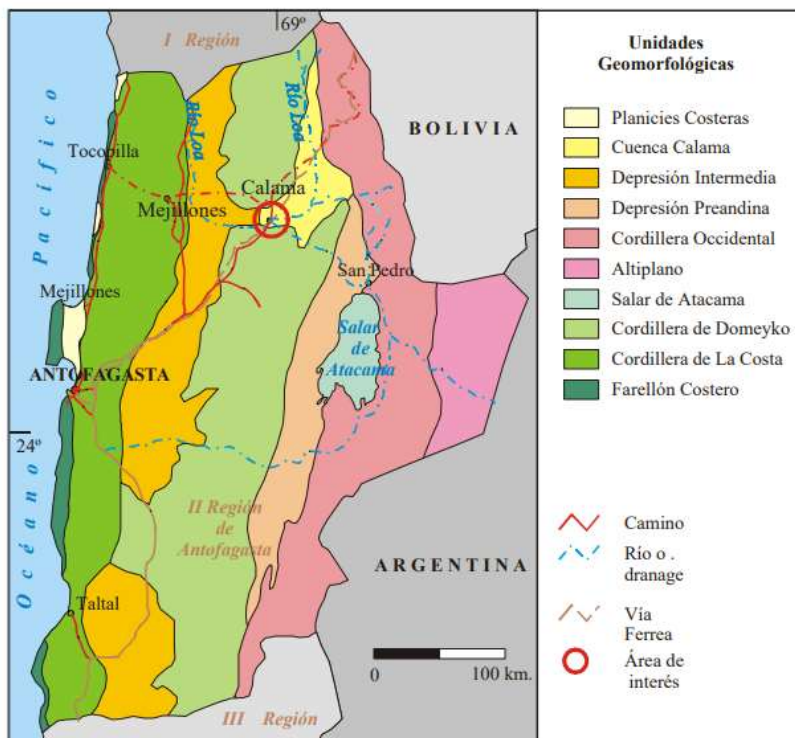 69º
I Región
Río Loa
Río Loa
BOLIVIA
Tocopilla
Calama
Mejillones
San Pedro
Mejillones
Salar
de
Atacama
ANTOFAGASTA
24º
Océano Pacífico
II Región
de
Antofagasta
ARGENTINA
Taltal
0
100 km.
III Región
Unidades
Geomorfológicas
Planicies Costeras
Cuenca Calama
Depresión Intermedia
Depresión Preandina
Cordillera Occidental
Altiplano
Salar de Atacama
Cordillera de Domeyko
Cordillera de La Costa
Farellón Costero
Camino
Río o .
dranage
Vía
Ferrea
Área de
interés